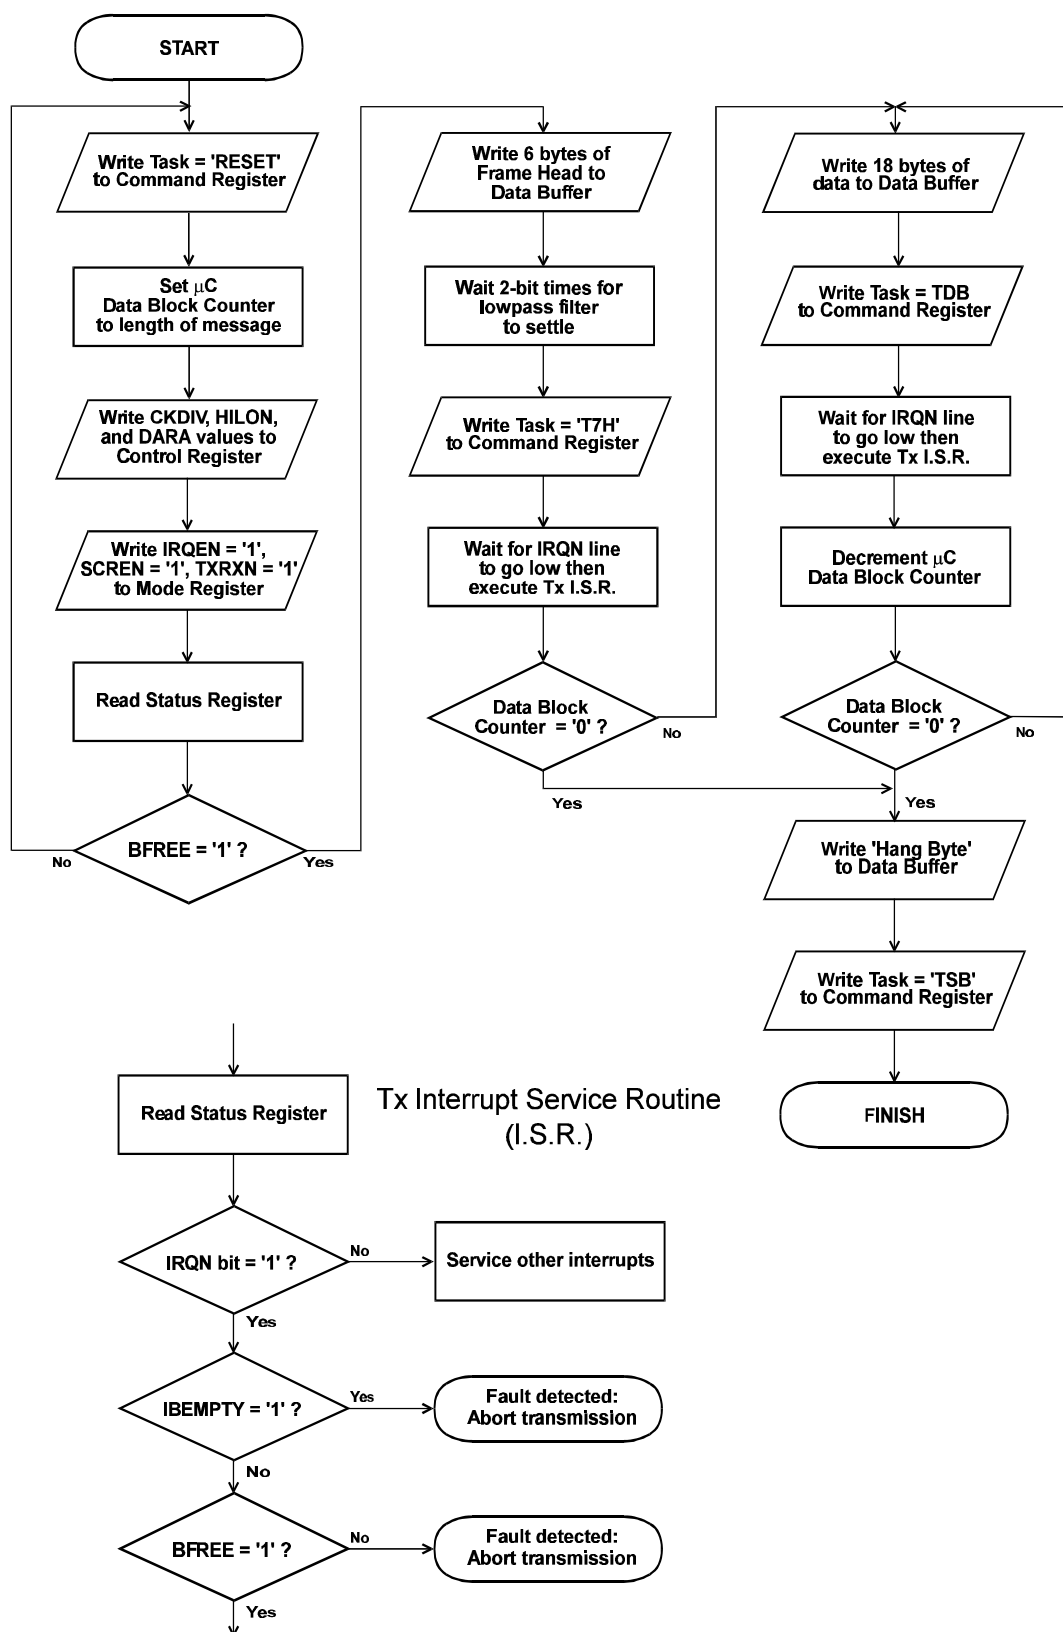 START
Write Task = 'RESET'
to Command Register
Set μC
Data Block Counter
to length of message
Write CKDIV, HILON,
and DARA values to
Control Register
Write IRQEN = '1',
SCREN = '1', TXRXN = '1'
to Mode Register
Read Status Register
BFREE = '1' ?
No
Yes
Write 6 bytes of
Frame Head to
Data Buffer
Wait 2-bit times for
lowpass filter
to settle
Write Task = 'T7H'
to Command Register
Wait for IRQN line
to go low then
execute Tx I.S.R.
Data Block
Counter = '0' ?
No
Yes
Write 18 bytes of
data to Data Buffer
Write Task = TDB
to Command Register
Wait for IRQN line
to go low then
execute Tx I.S.R.
Decrement μC
Data Block Counter
Data Block
Counter = '0' ?
No
Yes
Write 'Hang Byte'
to Data Buffer
Write Task = 'TSB'
to Command Register
FINISH
Tx Interrupt Service Routine
(I.S.R.)
Read Status Register
IRQN bit = '1' ?
No
Service other interrupts
Yes
IBEMPTY = '1' ?
Yes
Fault detected:
Abort transmission
No
BFREE = '1' ?
No
Fault detected:
Abort transmission
Yes